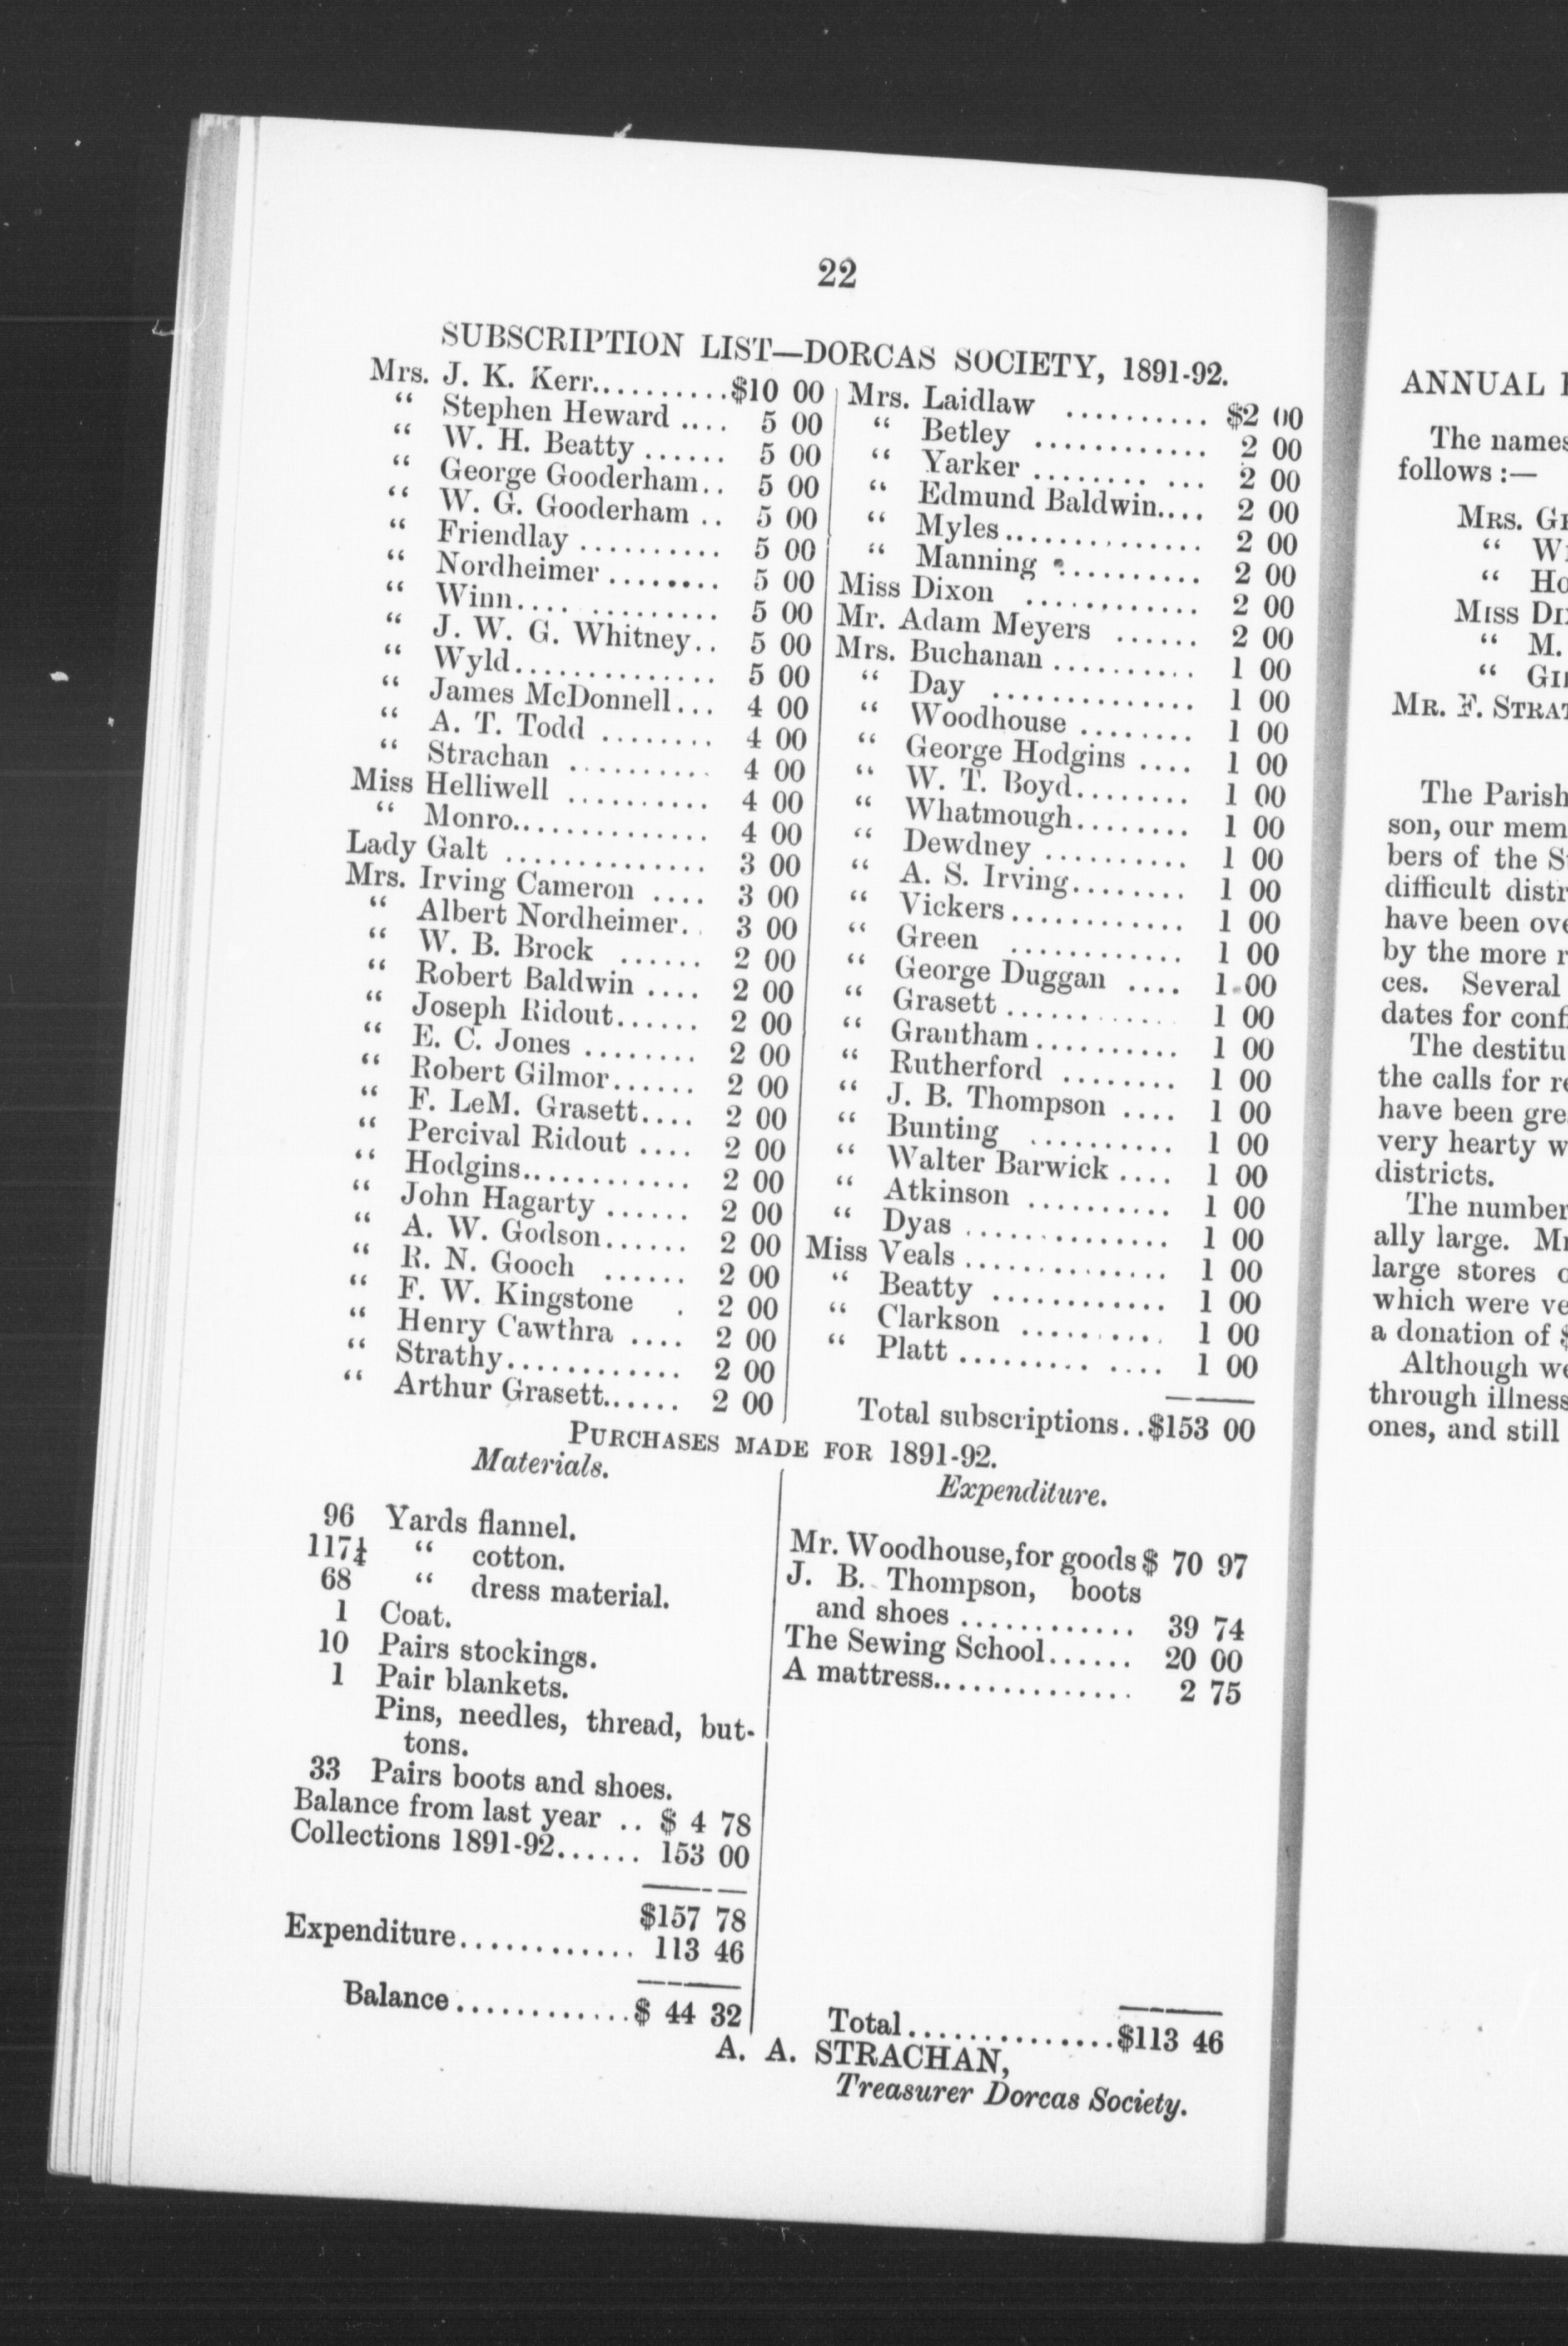 22
SUBSCRIPTION LIST—DORCAS SOCIETY, 1891-92.
Mrs. J. K. Kerr..........$10 00
“ Stephen Heward .... 5 00
“ W. H. Beatty ...... 5 00
“ George Gooderham.. 5 00
“ W. G. Gooderham .. 5 00
“ Friendlay .......... 5 00
“ Nordheimer ........ 5 00
“ Winn.... ......... 5 00
“ J. W. G. Whitney.. 5 00
“ Wyld............... 5 00
“ James McDonnell... 4 00
“ A. T. Todd ........ 4 00
“ Strachan .......... 4 00
Miss Helliwell .......... 4 00
“ Monro.............. 4 00
Lady Galt ............... 3 00
Mrs. Irving Cameron .... 3 00
“ Albert Nordheimer.. 3 00
“ W. B. Brock ...... 2 00
“ Robert Baldwin .... 2 00
“ Joseph Ridout...... 2 00
“ E. C. Jones ........ 2 00
“ Robert Gilmor...... 2 00
“ F. LeM. Grasett.... 2 00
“ Percival Ridout .... 2 00
“ Hodgins............ 2 00
“ John Hagarty ...... 2 00
“ A. W. Godson...... 2 00
“ R. N. Gooch ...... 2 00
“ F. W. Kingstone . 2 00
“ Henry Cawthra .... 2 00
“ Strathy............. 2 00
“ Arthur Grasett...... 2 00
Mrs. Laidlaw .......... $2 00
“ Betley ............ 2 00
“ Yarker ........ ... 2 00
“ Edmund Baldwin.... 2 00
“ Myles.............. 2 00
“ Manning .......... 2 00
Miss Dixon ............ 2 00
Mr. Adam Meyers ...... 2 00
Mrs. Buchanan .......... 1 00
“ Day .............. 1 00
“ Woodhouse ........ 1 00
“ George Hodgins .... 1 00
“ W. T. Boyd........ 1 00
“ Whatmough........ 1 00
“ Dewdney .......... 1 00
“ A. S. Irving........ 1 00
“ Vickers............ 1 00
“ Green ............ 1 00
“ George Duggan .... 1 00
“ Grasett ............ 1 00
“ Grantham.......... 1 00
“ Rutherford ........ 1 00
“ J. B. Thompson .... 1 00
“ Bunting .......... 1 00
“ Walter Barwick .... 1 00
“ Atkinson .......... 1 00
“ Dyas .............. 1 00
Miss Veals .............. 1 00
“ Beatty ............ 1 00
“ Clarkson .......... 1 00
“ Platt ......... .... 1 00
Total subscriptions..$153 00
PURCHASES MADE FOR 1891-92.
Materials.
96 Yards flannel.
117¼ “ cotton.
68 “ dress material.
1 Coat.
10 Pairs stockings.
1 Pair blankets.
Pins, needles, thread, but-
tons.
33 Pairs boots and shoes.
Balance from last year .. $ 4 78
Collections 1891-92...... 153 00
$157 78
Expenditure............ 113 46
Balance............$ 44 32
Expenditure.
Mr. Woodhouse, for goods $ 70 97
J. B. Thompson, boots
and shoes ............ 39 74
The Sewing School...... 20 00
A mattress.............. 2 75
Total...............$113 46
A. A. STRACHAN,
Treasurer Dorcas Society.
ANNUAL
The names
follows :—
MRS.
“
“
MISS
“ M.
“
MR. F.
The Parish
son, our mem
bers of the
difficult distr
have been ove
by the more
ces. Several
dates for conf
The destitu
the calls for
have been gre
very hearty
districts.
The number
ally large.
large stores
which were ve
a donation of $
Although we
through illness
ones, and still